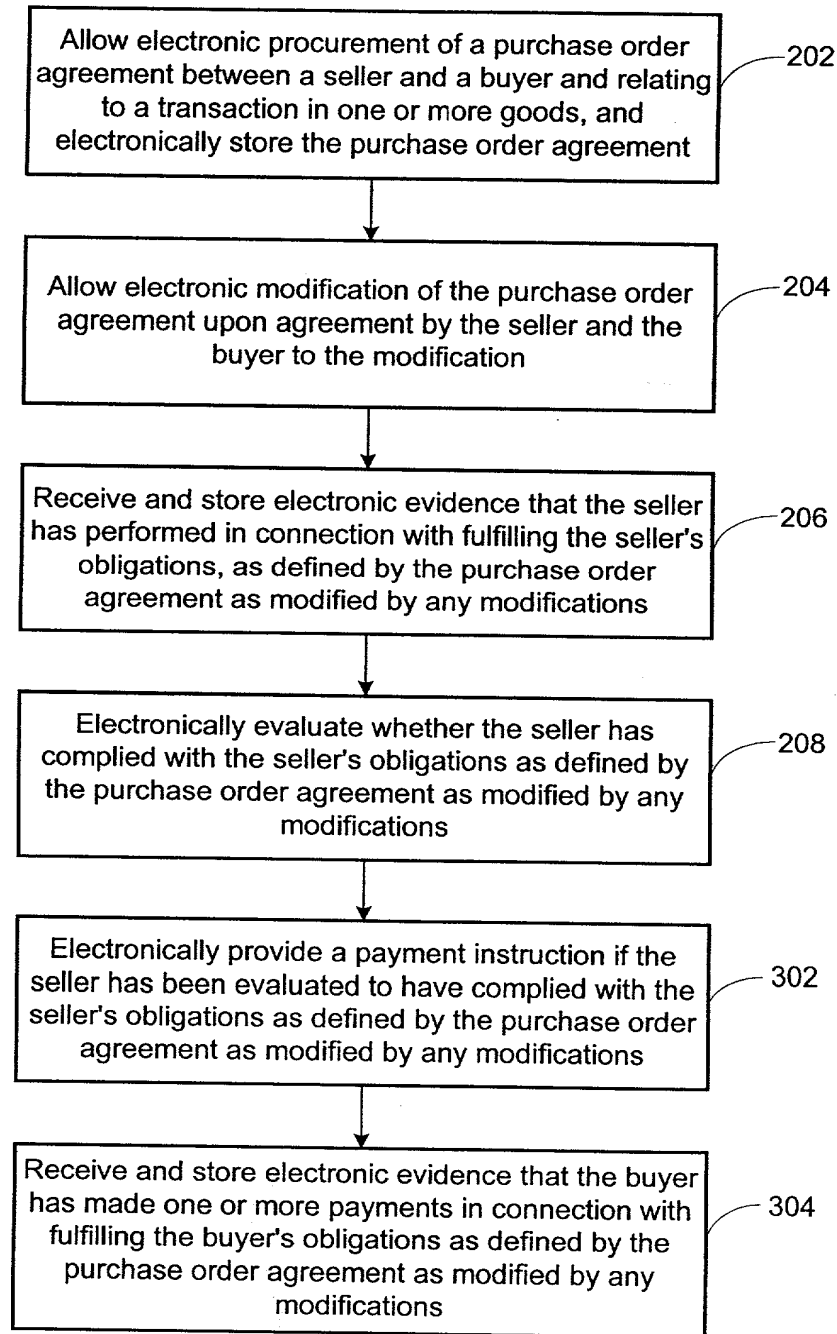 Allow electronic procurement of a purchase order
agreement between a seller and a buyer and relating
to a transaction in one or more goods, and
electronically store the purchase order agreement
202
Allow electronic modification of the purchase order
agreement upon agreement by the seller and the
buyer to the modification
204
Receive and store electronic evidence that the seller
has performed in connection with fulfilling the seller's
obligations, as defined by the purchase order
agreement as modified by any modifications
206
Electronically evaluate whether the seller has
complied with the seller's obligations as defined by
the purchase order agreement as modified by any
modifications
208
Electronically provide a payment instruction if the
seller has been evaluated to have complied with the
seller's obligations as defined by the purchase order
agreement as modified by any modifications
302
Receive and store electronic evidence that the buyer
has made one or more payments in connection with
fulfilling the buyer's obligations as defined by the
purchase order agreement as modified by any
modifications
304